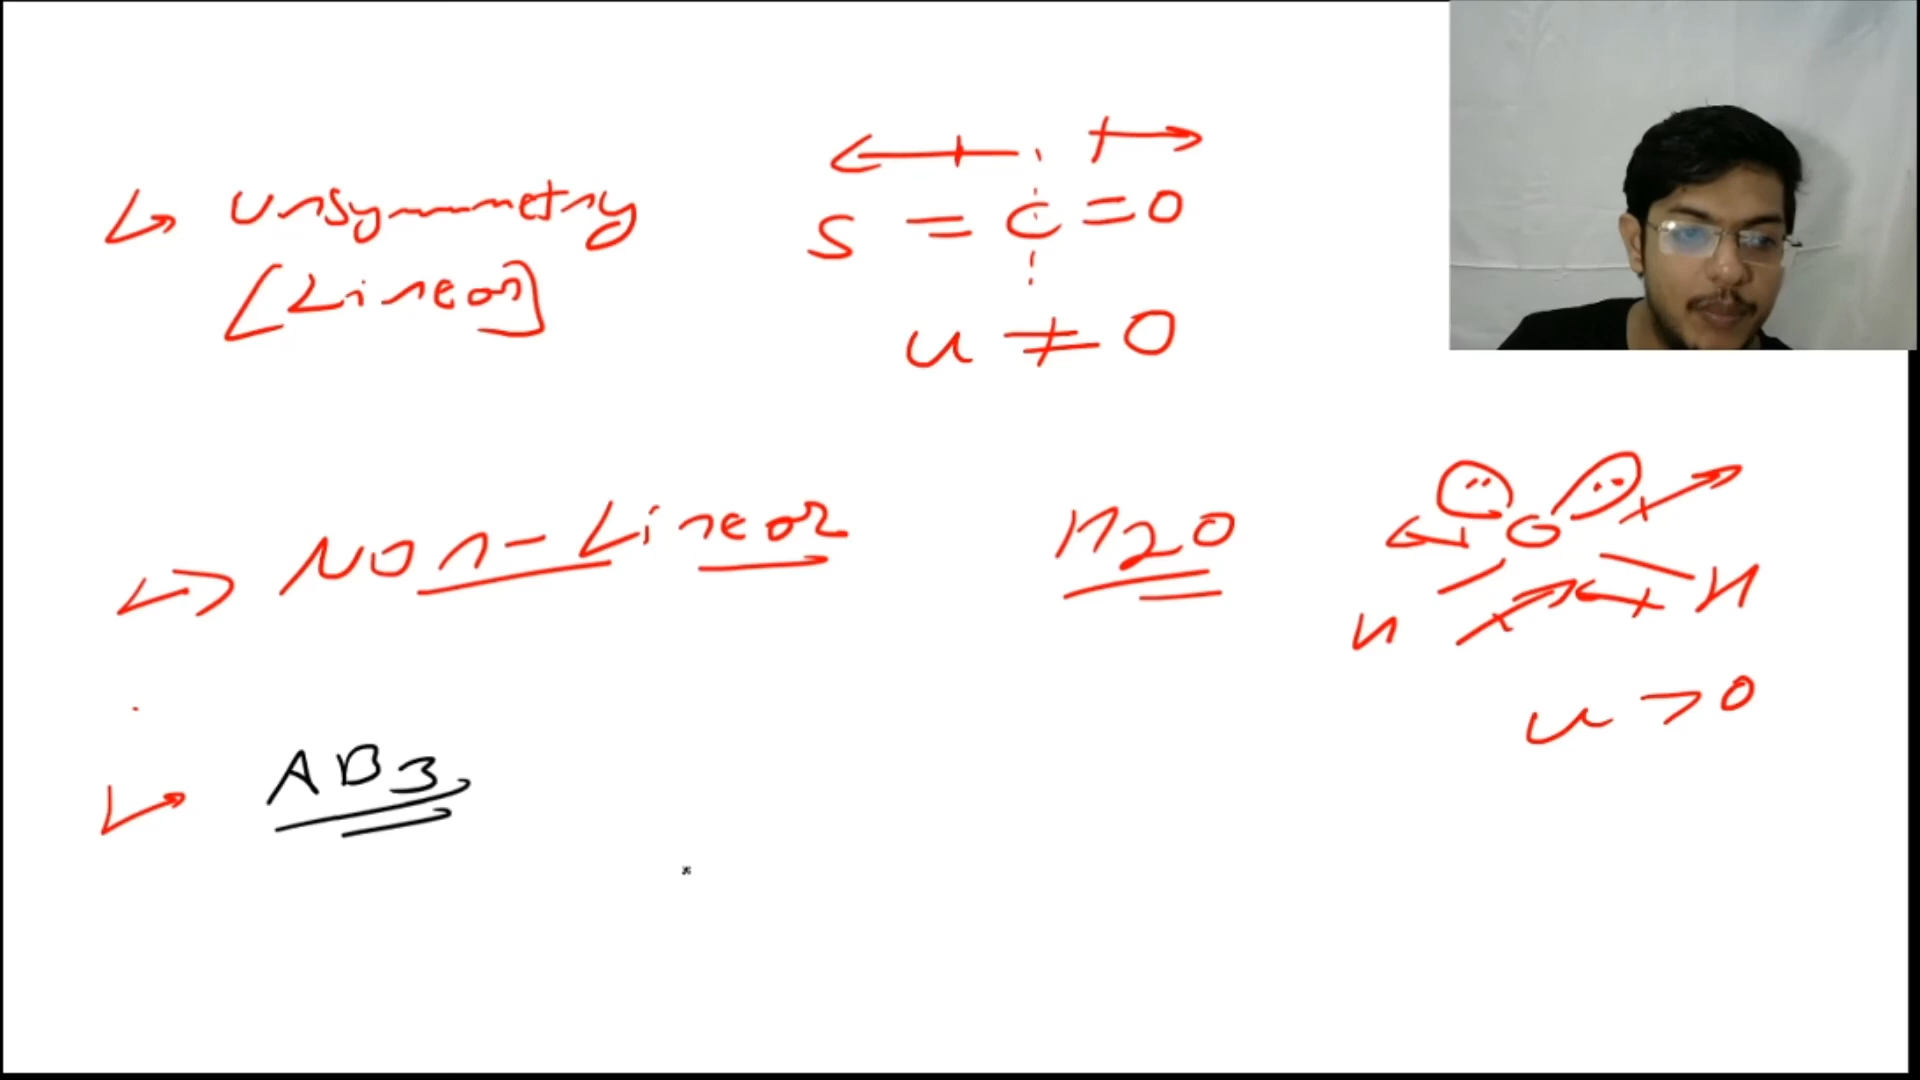 Unsymmetry
[Linear]
S = C = O
u ≠ 0
Non-Linear
H2O
O
H
H
u > 0
AB3